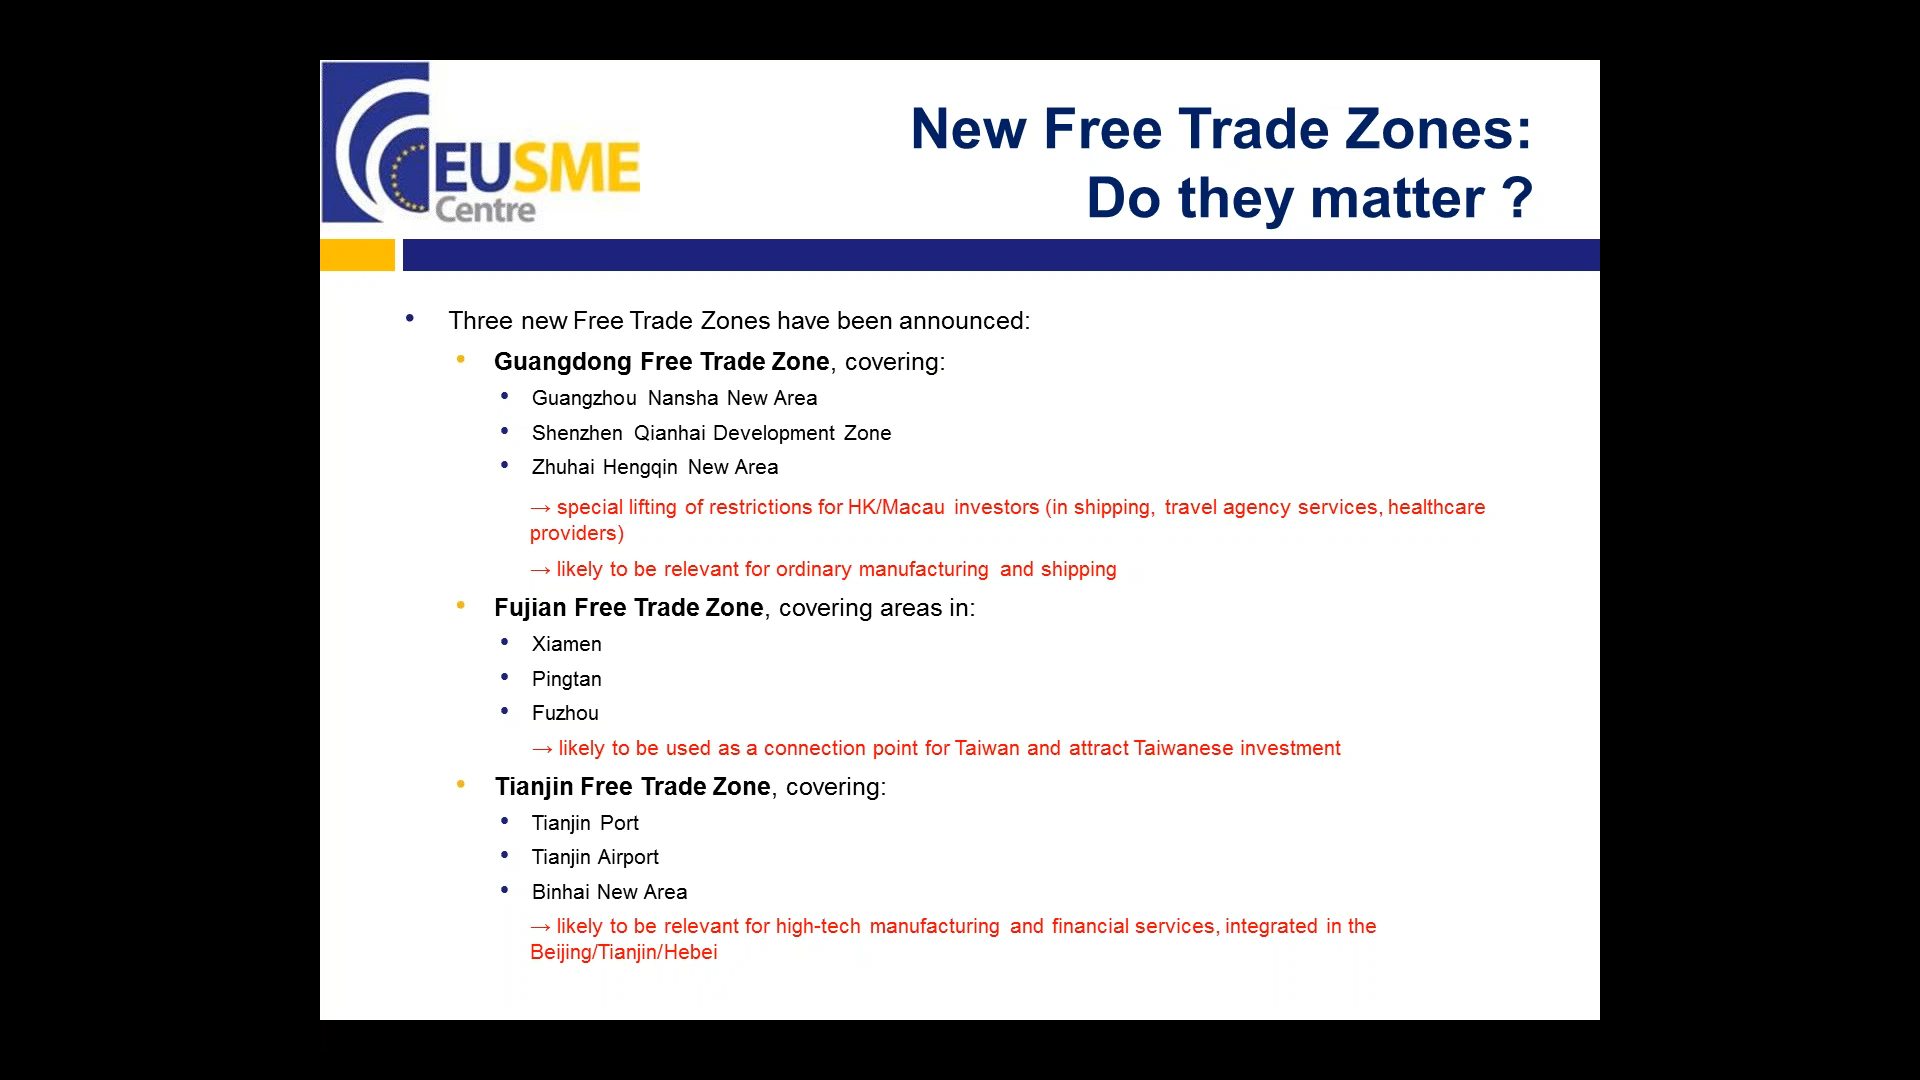 EUSME
Centre
New Free Trade Zones:
Do they matter ?
• Three new Free Trade Zones have been announced:
• Guangdong Free Trade Zone, covering:
• Guangzhou Nansha New Area
• Shenzhen Qianhai Development Zone
• Zhuhai Hengqin New Area
→ special lifting of restrictions for HK/Macau investors (in shipping, travel agency services, healthcare
providers)
→ likely to be relevant for ordinary manufacturing and shipping
• Fujian Free Trade Zone, covering areas in:
• Xiamen
• Pingtan
• Fuzhou
→ likely to be used as a connection point for Taiwan and attract Taiwanese investment
• Tianjin Free Trade Zone, covering:
• Tianjin Port
• Tianjin Airport
• Binhai New Area
→ likely to be relevant for high-tech manufacturing and financial services, integrated in the
Beijing/Tianjin/Hebei